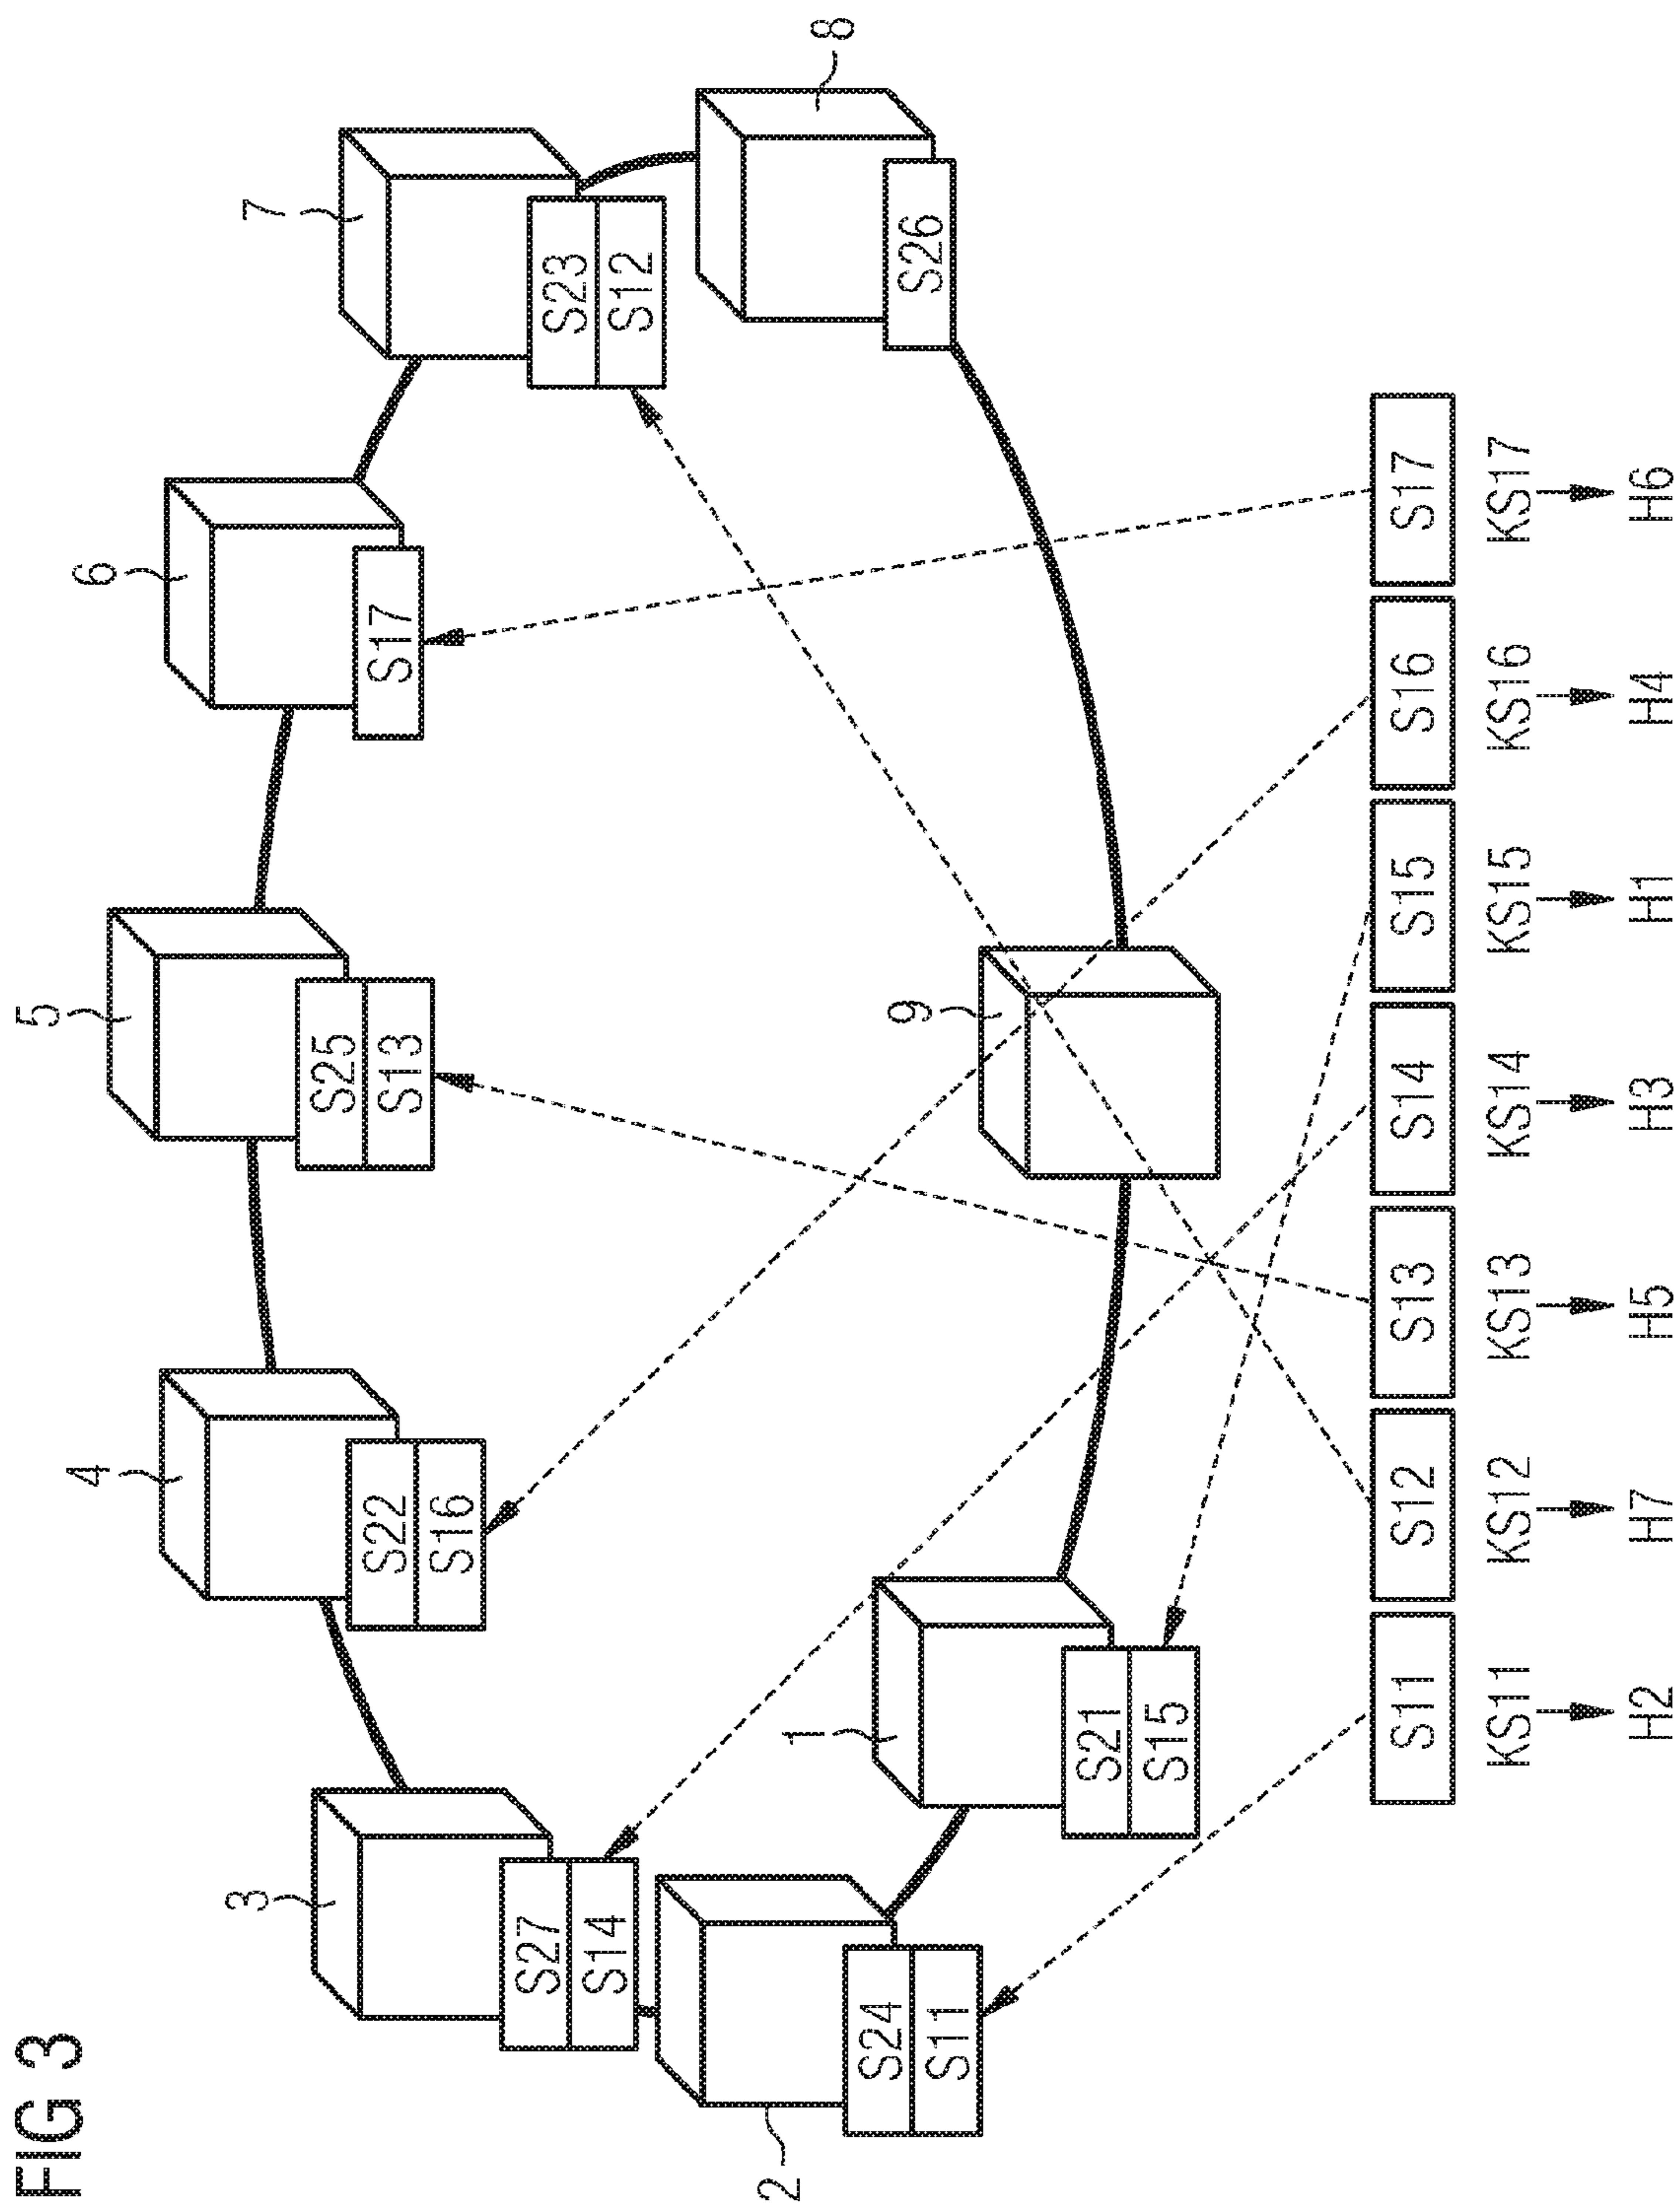 FIG 3
3
4
5
6
7
8
S27
S14
S22
S16
S25
S13
S17
S23
S12
S26
2
1
9
S24
S11
S21
S15
S11 S12 S13 S14 S15 S16 S17
KS11 KS12 KS13 KS14 KS15 KS16 KS17
H2 H7 H5 H3 H1 H4 H6